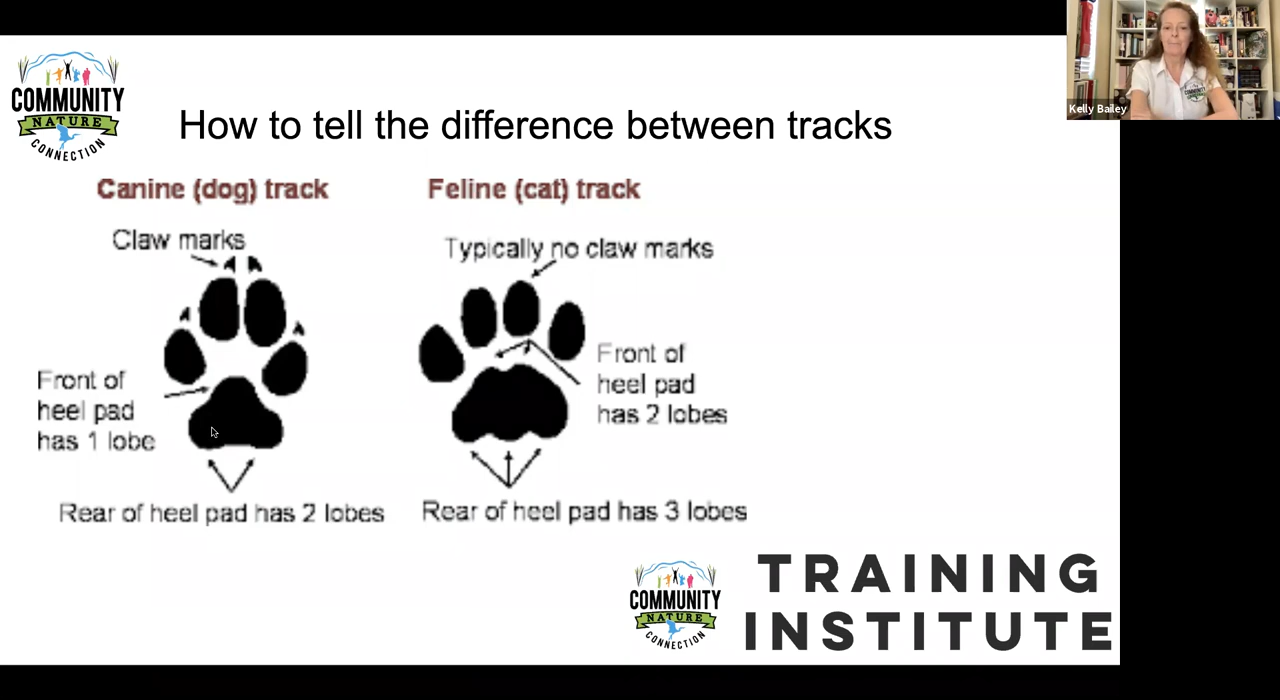 COMMUNITY
NATURE
CONNECTION
Kelly Bailey
How to tell the difference between tracks
Canine (dog) track
Claw marks
Front of
heel pad
has 1 lobe
Rear of heel pad has 2 lobes
Feline (cat) track
Typically no claw marks
Front of
heel pad
has 2 lobes
Rear of heel pad has 3 lobes
COMMUNITY
NATURE
CONNECTION
TRAINING
INSTITUTE